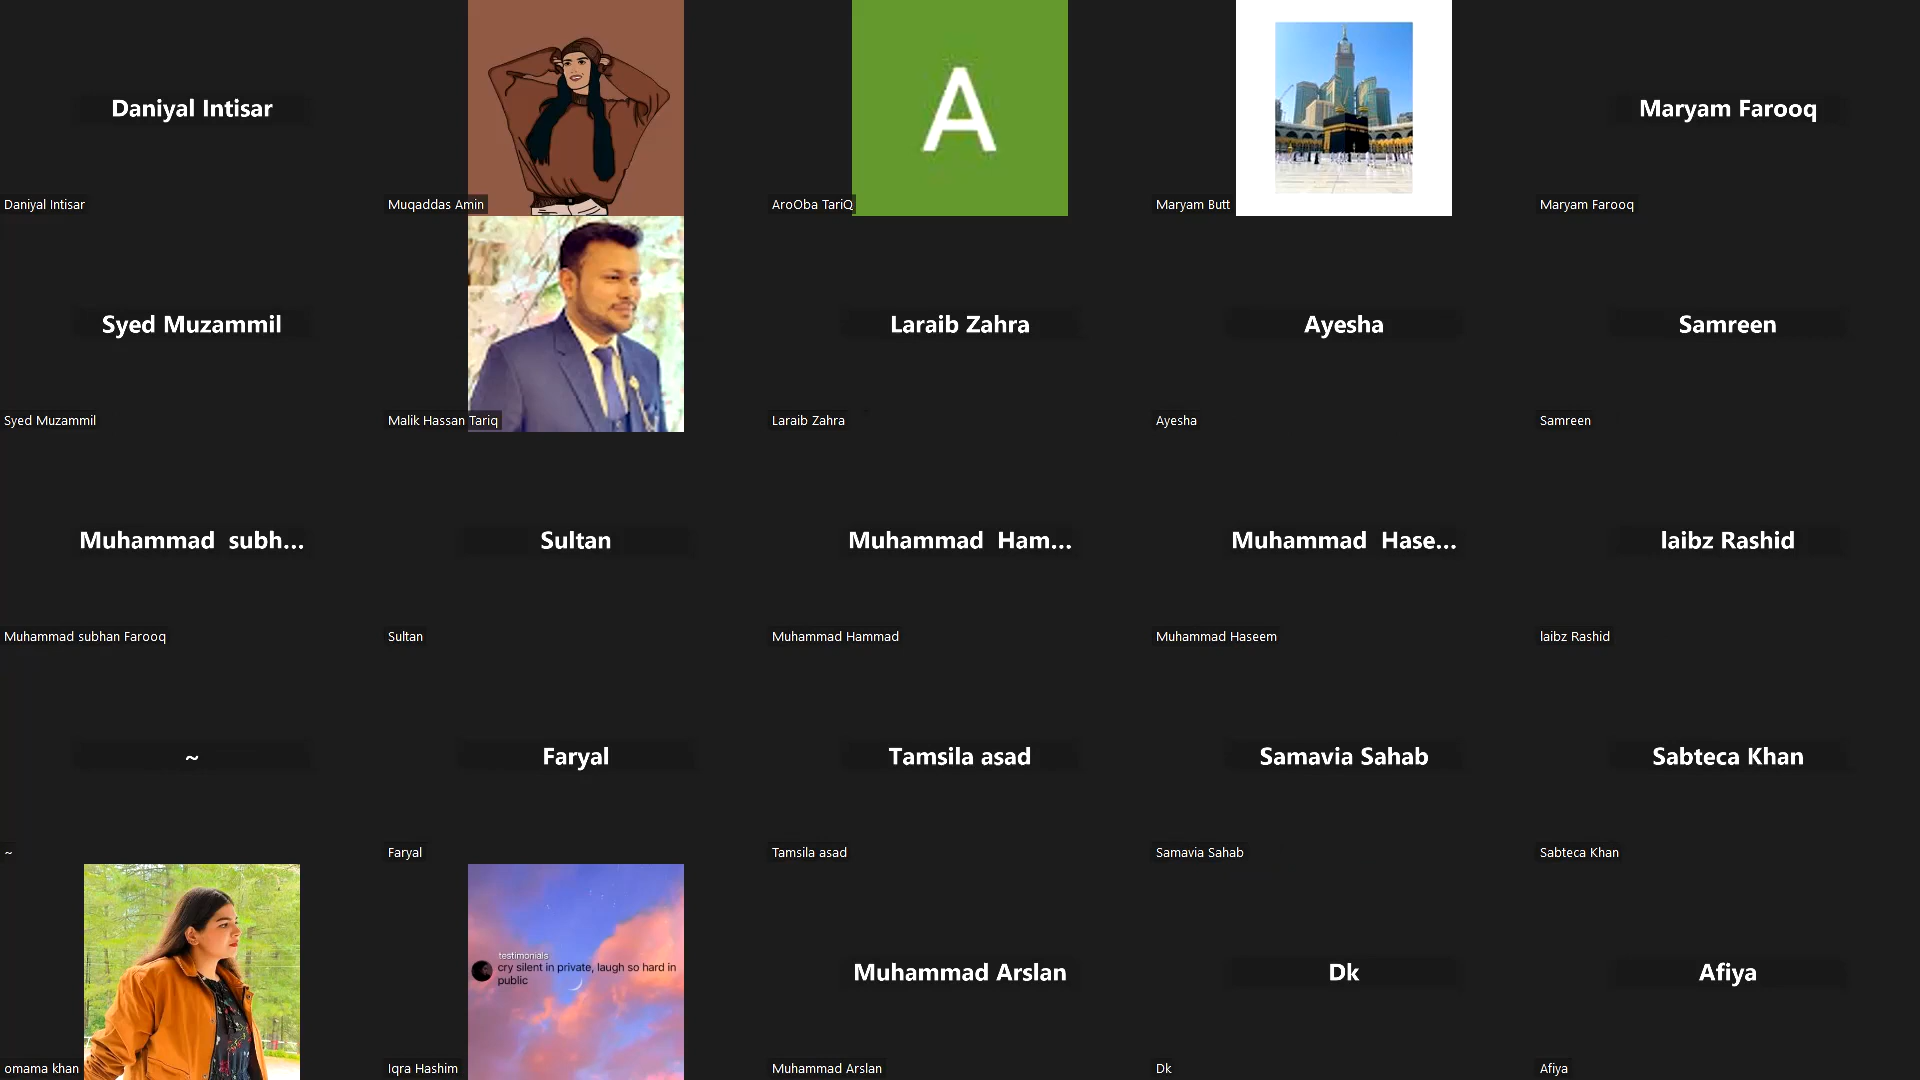 Daniyal Intisar
A
Maryam Farooq
Daniyal Intisar
Muqaddas Amin
AroOba TariQ
Maryam Butt
Maryam Farooq
Syed Muzammil
Laraib Zahra
Ayesha
Samreen
Syed Muzammil
Malik Hassan Tariq
Laraib Zahra
Ayesha
Samreen
Muhammad  subh...
Sultan
Muhammad  Ham...
Muhammad  Hase...
laibz Rashid
Muhammad subhan Farooq
Sultan
Muhammad Hammad
Muhammad Haseem
laibz Rashid
~
Faryal
Tamsila asad
Samavia Sahab
Sabteca Khan
~
Faryal
Tamsila asad
Samavia Sahab
Sabteca Khan
testimonials
cry silent in private, laugh so hard in
public
Muhammad Arslan
Dk
Afiya
omama khan
Iqra Hashim
Muhammad Arslan
Dk
Afiya